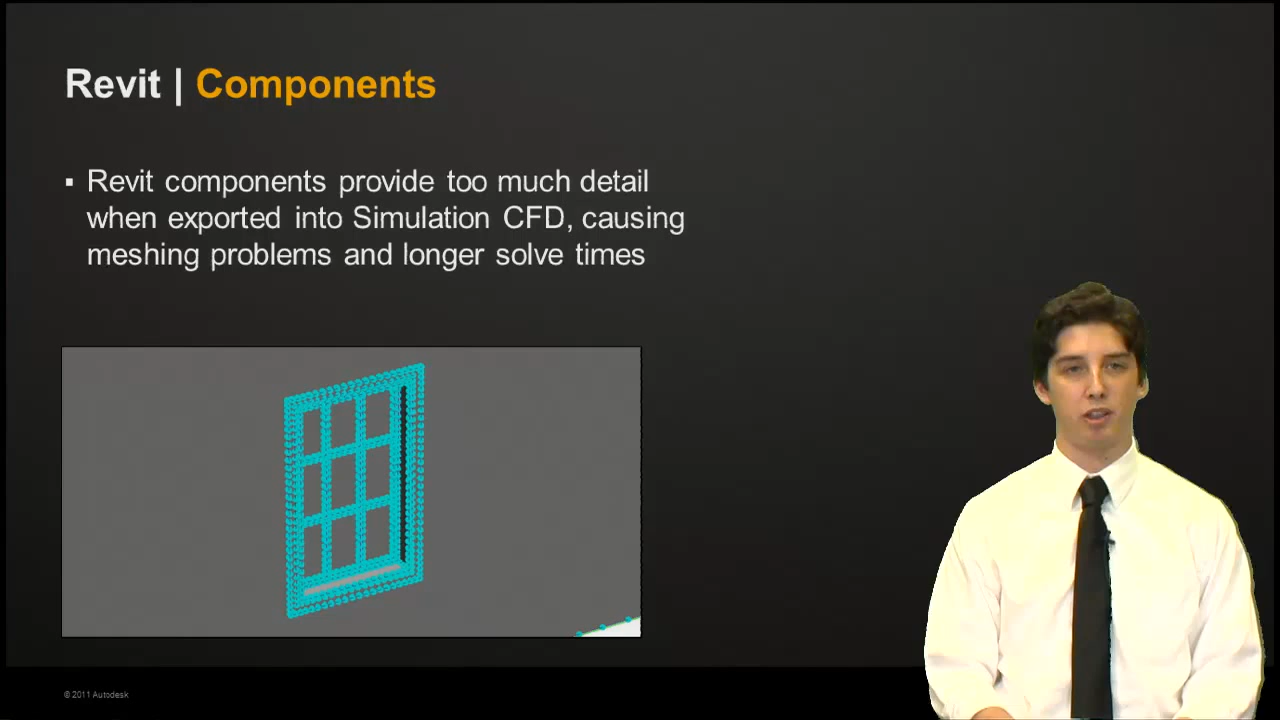 Revit | Components
▪ Revit components provide too much detail
when exported into Simulation CFD, causing
meshing problems and longer solve times
© 2011 Autodesk